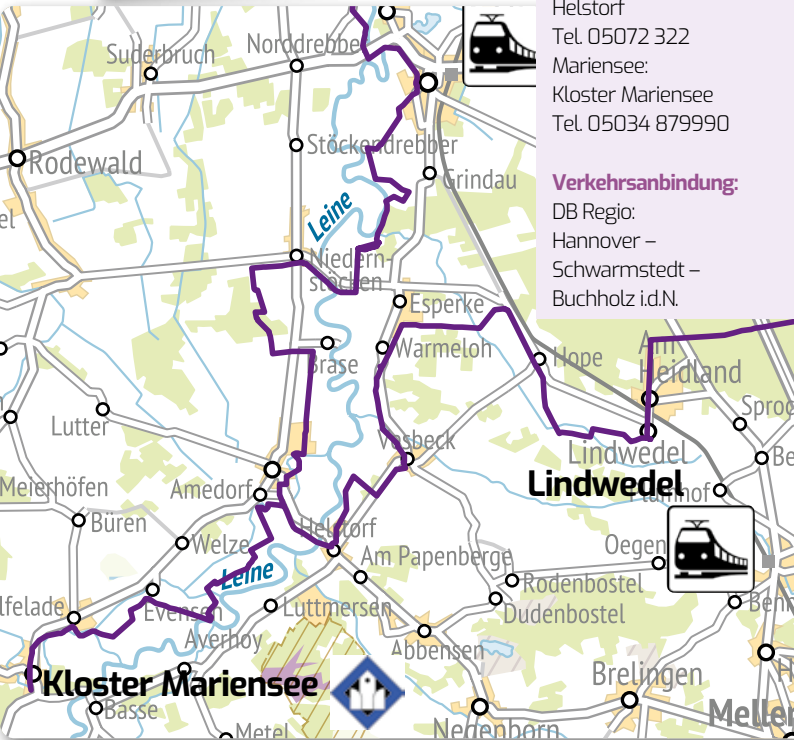 Helstorf
Tel. 05072 322
Mariensee:
Kloster Mariensee
Tel. 05034 879990
Verkehrsanbindung:
DB Regio:
Hannover –
Schwarmstedt –
Buchholz i.d.N.
Suderbruch
Norddrebber
Rodewald
Stöckendrebber
Grindau
Leine
Niedern-
stöcken
Esperke
Warmeloh
Brase
Hope
Am
Heidland
Lutter
Vesbeck
Lindwedel
Lindwedel
Meierhöfen
Amedorf
Büren
Helstorf
Welze
Oegen
Am Papenberge
Leine
Rodenbostel
Evensen
Luttmersen
Dudenbostel
Averhoy
Abbensen
Kloster Mariensee
Brelingen
Basse
Metel
Negenborn